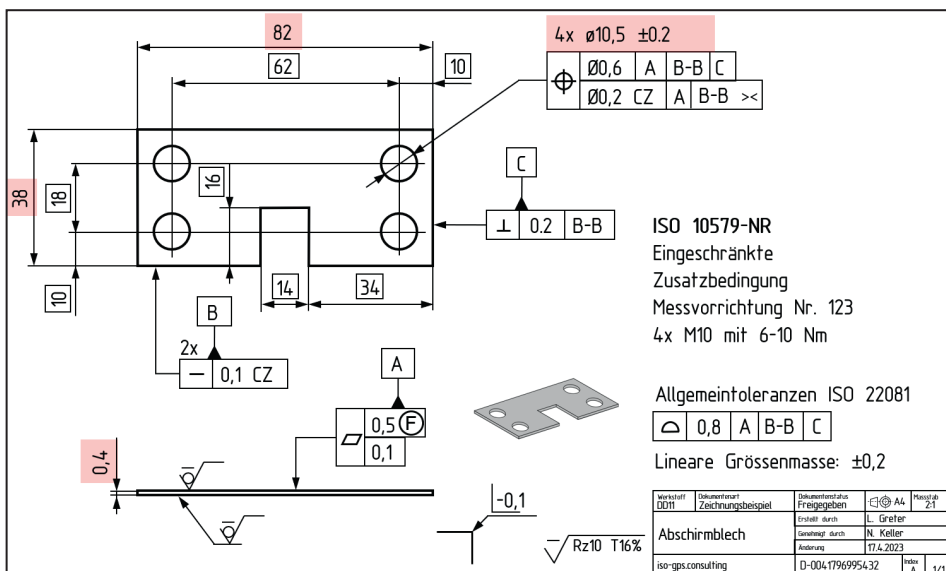 82
4x ø10,5 ±0.2
62
10
⌖ Ø0,6 A B-B C
Ø0,2 CZ A B-B ><
38
18
16
C
⊥ 0.2 B-B
10
14
34
B
2x
— 0,1 CZ
A
0,5 Ⓕ
⏥ 0,1
0,4
-0,1
Rz10 T16%
ISO 10579-NR
Eingeschränkte
Zusatzbedingung
Messvorrichtung Nr. 123
4x M10 mit 6-10 Nm
Allgemeintoleranzen ISO 22081
⌓ 0,8 A B-B C
Lineare Grössenmasse: ±0,2
Werkstoff Dokumentenart Dokumentenstatus Massstab
DD11 Zeichnungsbeispiel Freigegeben A4 2:1
Abschirmblech
Erstellt durch L. Greter
Genehmigt durch N. Keller
Änderung 17.4.2023
iso-gps.consulting D-0041796995432 Index A 1/1